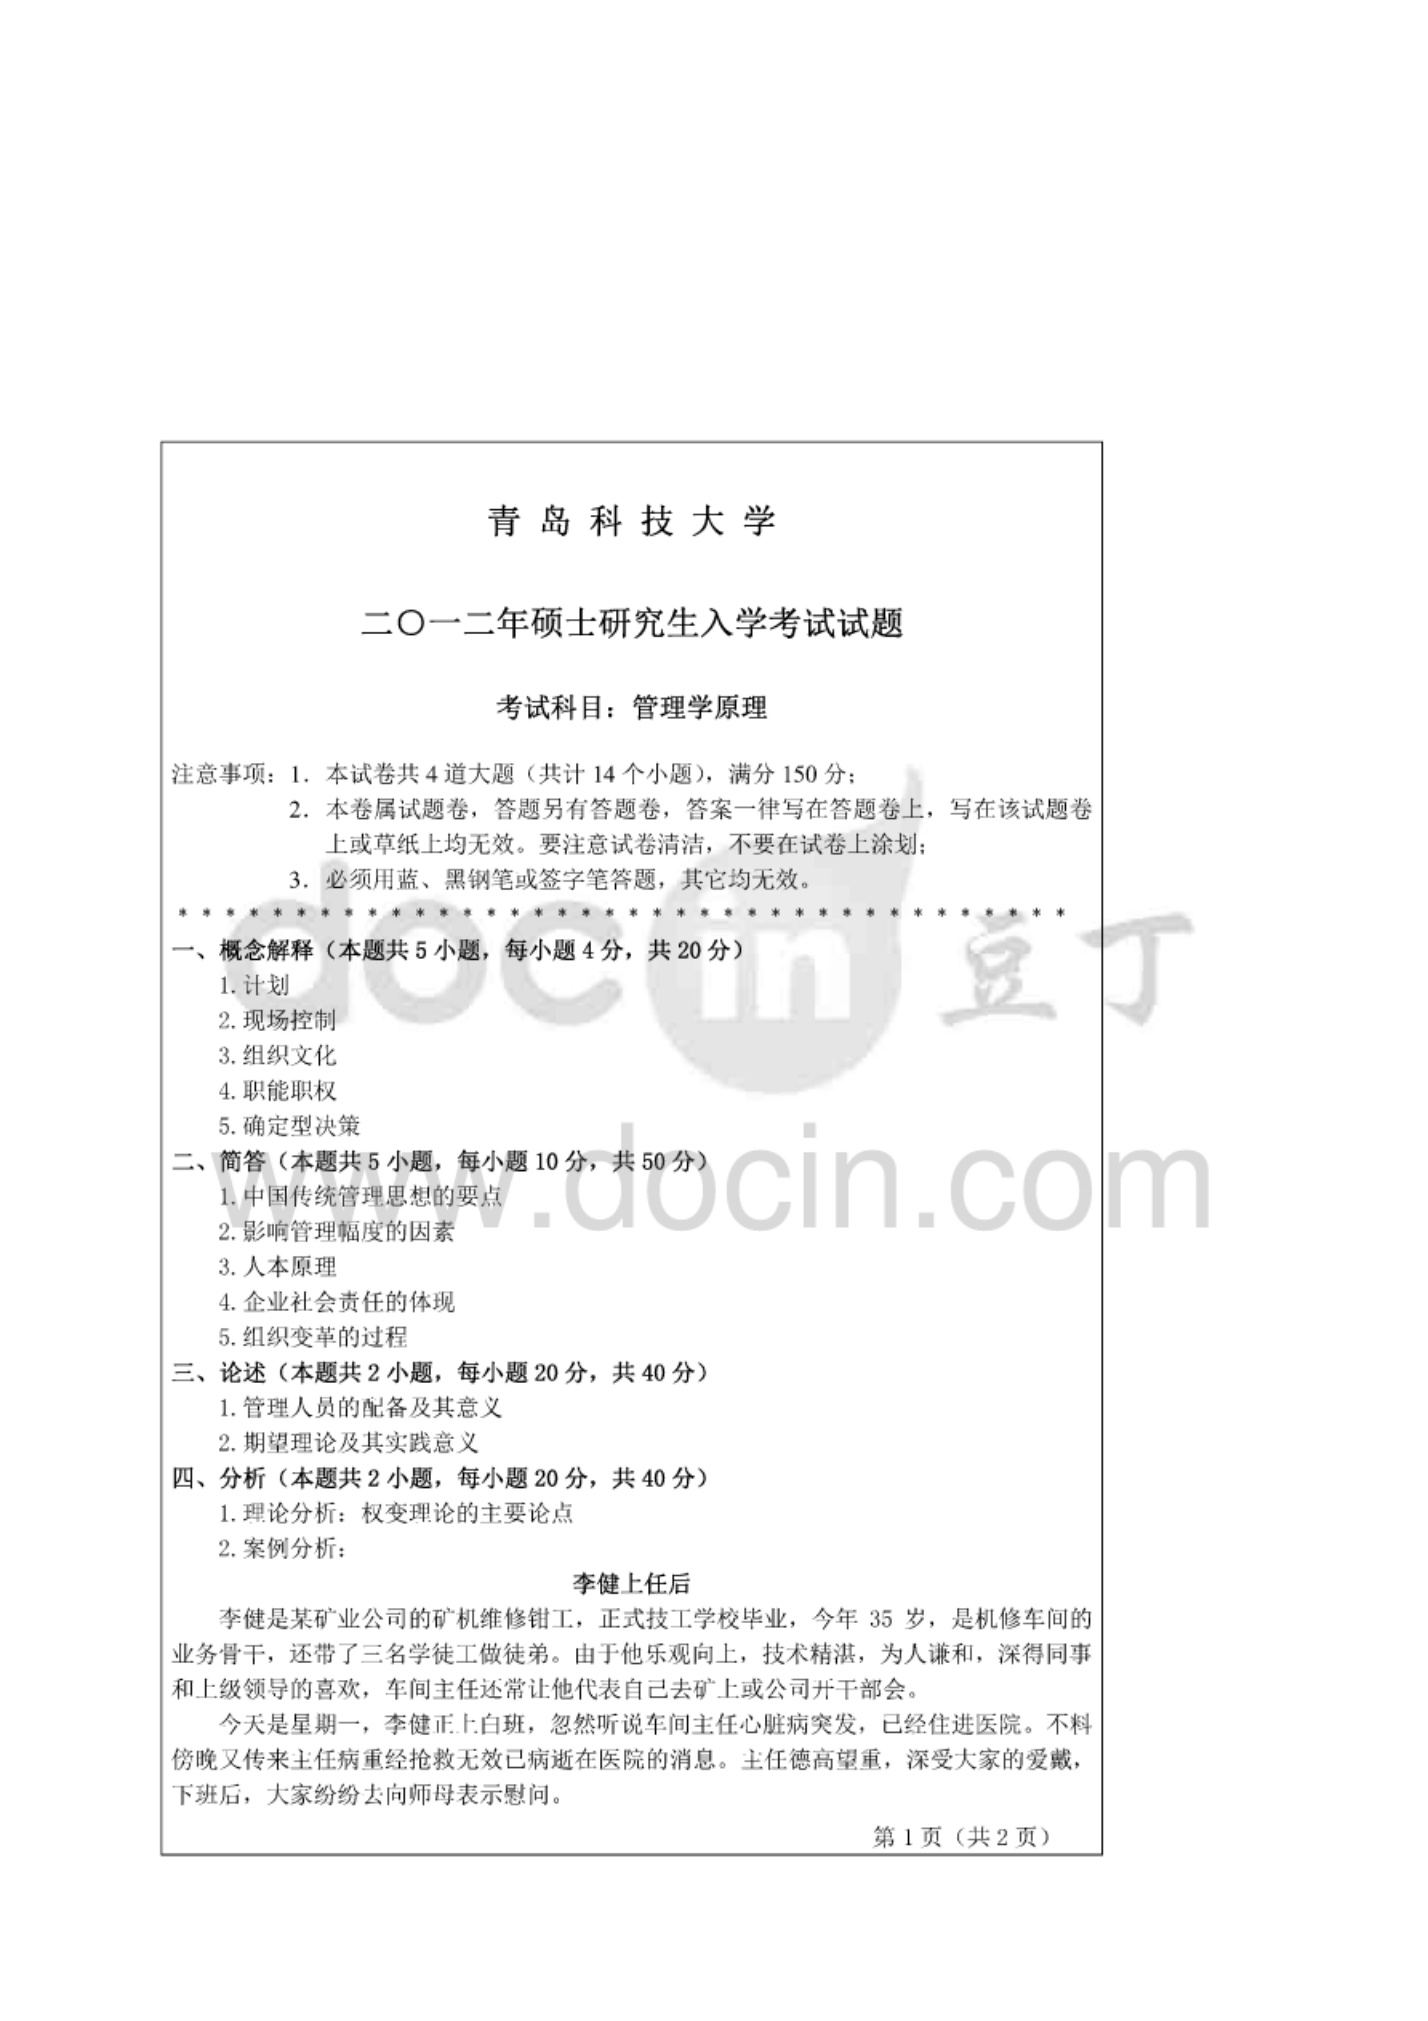 青岛科技大学
二〇一二年硕士研究生入学考试试题
考试科目：管理学原理
注意事项：1．本试卷共 4 道大题（共计 14 个小题），满分 150 分；
2．本卷属试题卷，答题另有答题卷，答案一律写在答题卷上，写在该试题卷
上或草纸上均无效。要注意试卷清洁，不要在试卷上涂划；
3．必须用蓝、黑钢笔或签字笔答题，其它均无效。
* * * * * * * * * * * * * * * * * * * * * * * * * * * * * * * * * * * * * *
一、概念解释（本题共 5 小题，每小题 4 分，共 20 分）
1.计划
2.现场控制
3.组织文化
4.职能职权
5.确定型决策
二、简答（本题共 5 小题，每小题 10 分，共 50 分）
1.中国传统管理思想的要点
2.影响管理幅度的因素
3.人本原理
4.企业社会责任的体现
5.组织变革的过程
三、论述（本题共 2 小题，每小题 20 分，共 40 分）
1.管理人员的配备及其意义
2.期望理论及其实践意义
四、分析（本题共 2 小题，每小题 20 分，共 40 分）
1.理论分析：权变理论的主要论点
2.案例分析：
李健上任后
李健是某矿业公司的矿机维修钳工，正式技工学校毕业，今年 35 岁，是机修车间的
业务骨干，还带了三名学徒工做徒弟。由于他乐观向上，技术精湛，为人谦和，深得同事
和上级领导的喜欢，车间主任还常让他代表自己去矿上或公司开干部会。
今天是星期一，李健正上白班，忽然听说车间主任心脏病突发，已经住进医院。不料
傍晚又传来主任病重经抢救无效已病逝在医院的消息。主任德高望重，深受大家的爱戴，
下班后，大家纷纷去向师母表示慰问。
第 1 页（共 2 页）
docin 豆丁
www.docin.com